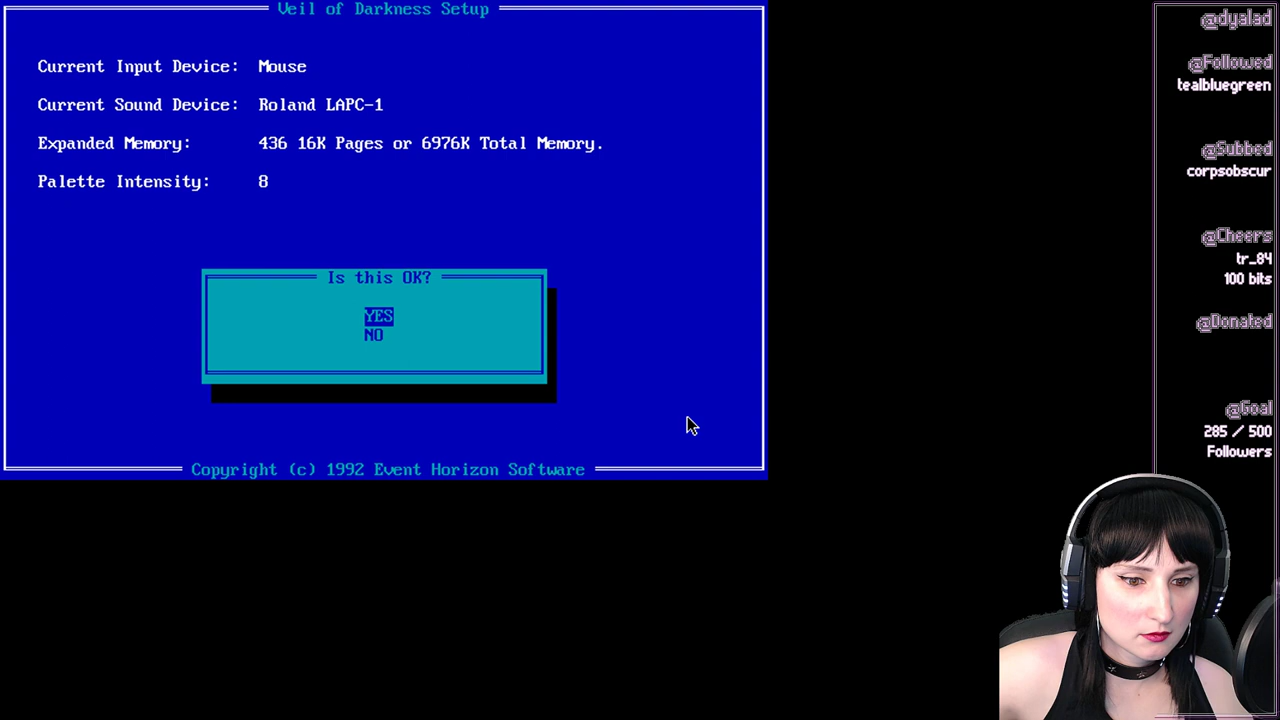 Veil of Darkness Setup
Current Input Device: Mouse
Current Sound Device: Roland LAPC-1
Expanded Memory: 436 16K Pages or 6976K Total Memory.
Palette Intensity: 8
Is this OK?
YES
NO
Copyright (c) 1992 Event Horizon Software
@dyalad
@Followed
tealbluegreen
@Subbed
corpsobscur
@Cheers
tr_84
100 bits
@Donated
@Goal
285 / 500
Followers